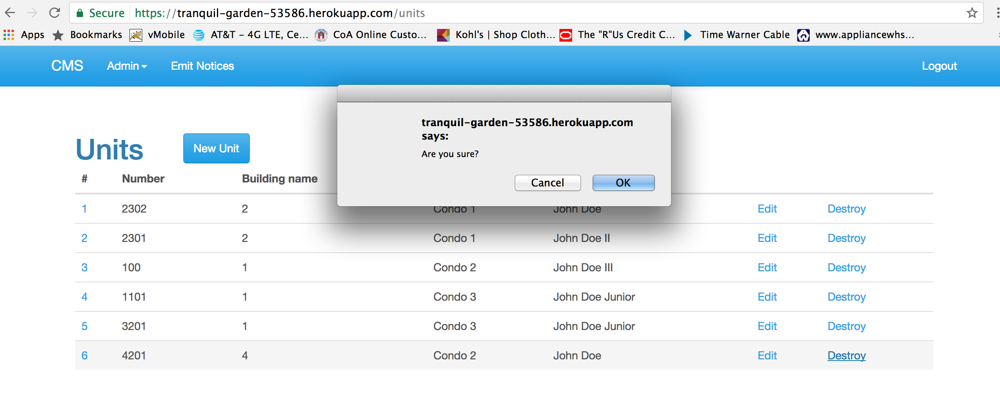 Secure https://tranquil-garden-53586.herokuapp.com/units
Apps Bookmarks vMobile AT&T – 4G LTE, Ce... CoA Online Custo... Kohl's | Shop Cloth... The "R"Us Credit C... Time Warner Cable www.appliancewhs...
CMS Admin Emit Notices Logout
tranquil-garden-53586.herokuapp.com
says:
Are you sure?
Cancel OK
Units New Unit
# Number Building name
1 2302 2 Condo 1 John Doe Edit Destroy
2 2301 2 Condo 1 John Doe II Edit Destroy
3 100 1 Condo 2 John Doe III Edit Destroy
4 1101 1 Condo 3 John Doe Junior Edit Destroy
5 3201 1 Condo 3 John Doe Junior Edit Destroy
6 4201 4 Condo 2 John Doe Edit Destroy